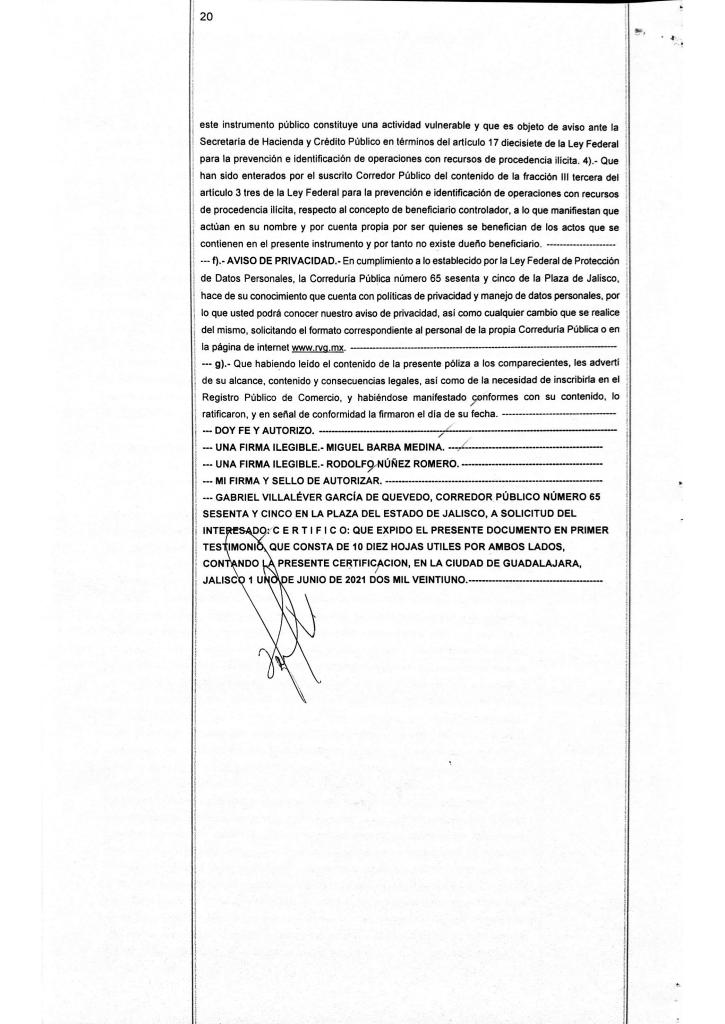 20
este instrumento público constituye una actividad vulnerable y que es objeto de aviso ante la
Secretaría de Hacienda y Crédito Público en términos del artículo 17 diecisiete de la Ley Federal
para la prevención e identificación de operaciones con recursos de procedencia ilícita. 4).- Que
han sido enterados por el suscrito Corredor Público del contenido de la fracción III tercera del
artículo 3 tres de la Ley Federal para la prevención e identificación de operaciones con recursos
de procedencia ilícita, respecto al concepto de beneficiario controlador, a lo que manifiestan que
actúan en su nombre y por cuenta propia por ser quienes se benefician de los actos que se
contienen en el presente instrumento y por tanto no existe dueño beneficiario. --------------------
--- f).- AVISO DE PRIVACIDAD.- En cumplimiento a lo establecido por la Ley Federal de Protección
de Datos Personales, la Correduría Pública número 65 sesenta y cinco de la Plaza de Jalisco,
hace de su conocimiento que cuenta con políticas de privacidad y manejo de datos personales, por
lo que usted podrá conocer nuestro aviso de privacidad, así como cualquier cambio que se realice
del mismo, solicitando el formato correspondiente al personal de la propia Correduría Pública o en
la página de internet www.rvg.mx. ------------------------------------------------------------------------
--- g).- Que habiendo leído el contenido de la presente póliza a los comparecientes, les advertí
de su alcance, contenido y consecuencias legales, así como de la necesidad de inscribirla en el
Registro Público de Comercio, y habiéndose manifestado conformes con su contenido, lo
ratificaron, y en señal de conformidad la firmaron el día de su fecha. ------------------------------
--- DOY FE Y AUTORIZO. ---------------------------------------------------------------------------
--- UNA FIRMA ILEGIBLE.- MIGUEL BARBA MEDINA. -----------------------------------------
--- UNA FIRMA ILEGIBLE.- RODOLFO NÚÑEZ ROMERO. --------------------------------------
--- MI FIRMA Y SELLO DE AUTORIZAR. ----------------------------------------------------------
--- GABRIEL VILLALÉVER GARCÍA DE QUEVEDO, CORREDOR PÚBLICO NÚMERO 65
SESENTA Y CINCO EN LA PLAZA DEL ESTADO DE JALISCO, A SOLICITUD DEL
INTERESADO: C E R T I F I C O: QUE EXPIDO EL PRESENTE DOCUMENTO EN PRIMER
TESTIMONIO, QUE CONSTA DE 10 DIEZ HOJAS UTILES POR AMBOS LADOS,
CONTANDO LA PRESENTE CERTIFICACION, EN LA CIUDAD DE GUADALAJARA,
JALISCO 1 UNO DE JUNIO DE 2021 DOS MIL VEINTIUNO.------------------------------------